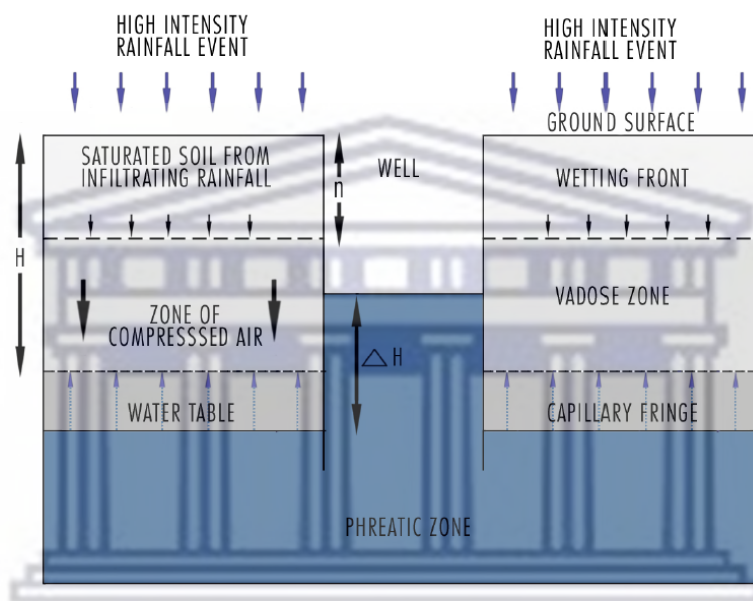 HIGH INTENSITY
RAINFALL EVENT
HIGH INTENSITY
RAINFALL EVENT
GROUND SURFACE
SATURATED SOIL FROM
INFILTRATING RAINFALL
n
WELL
WETTING FRONT
H
ZONE OF
COMPRESSSED AIR
VADOSE ZONE
△ H
WATER TABLE
CAPILLARY FRINGE
PHREATIC ZONE